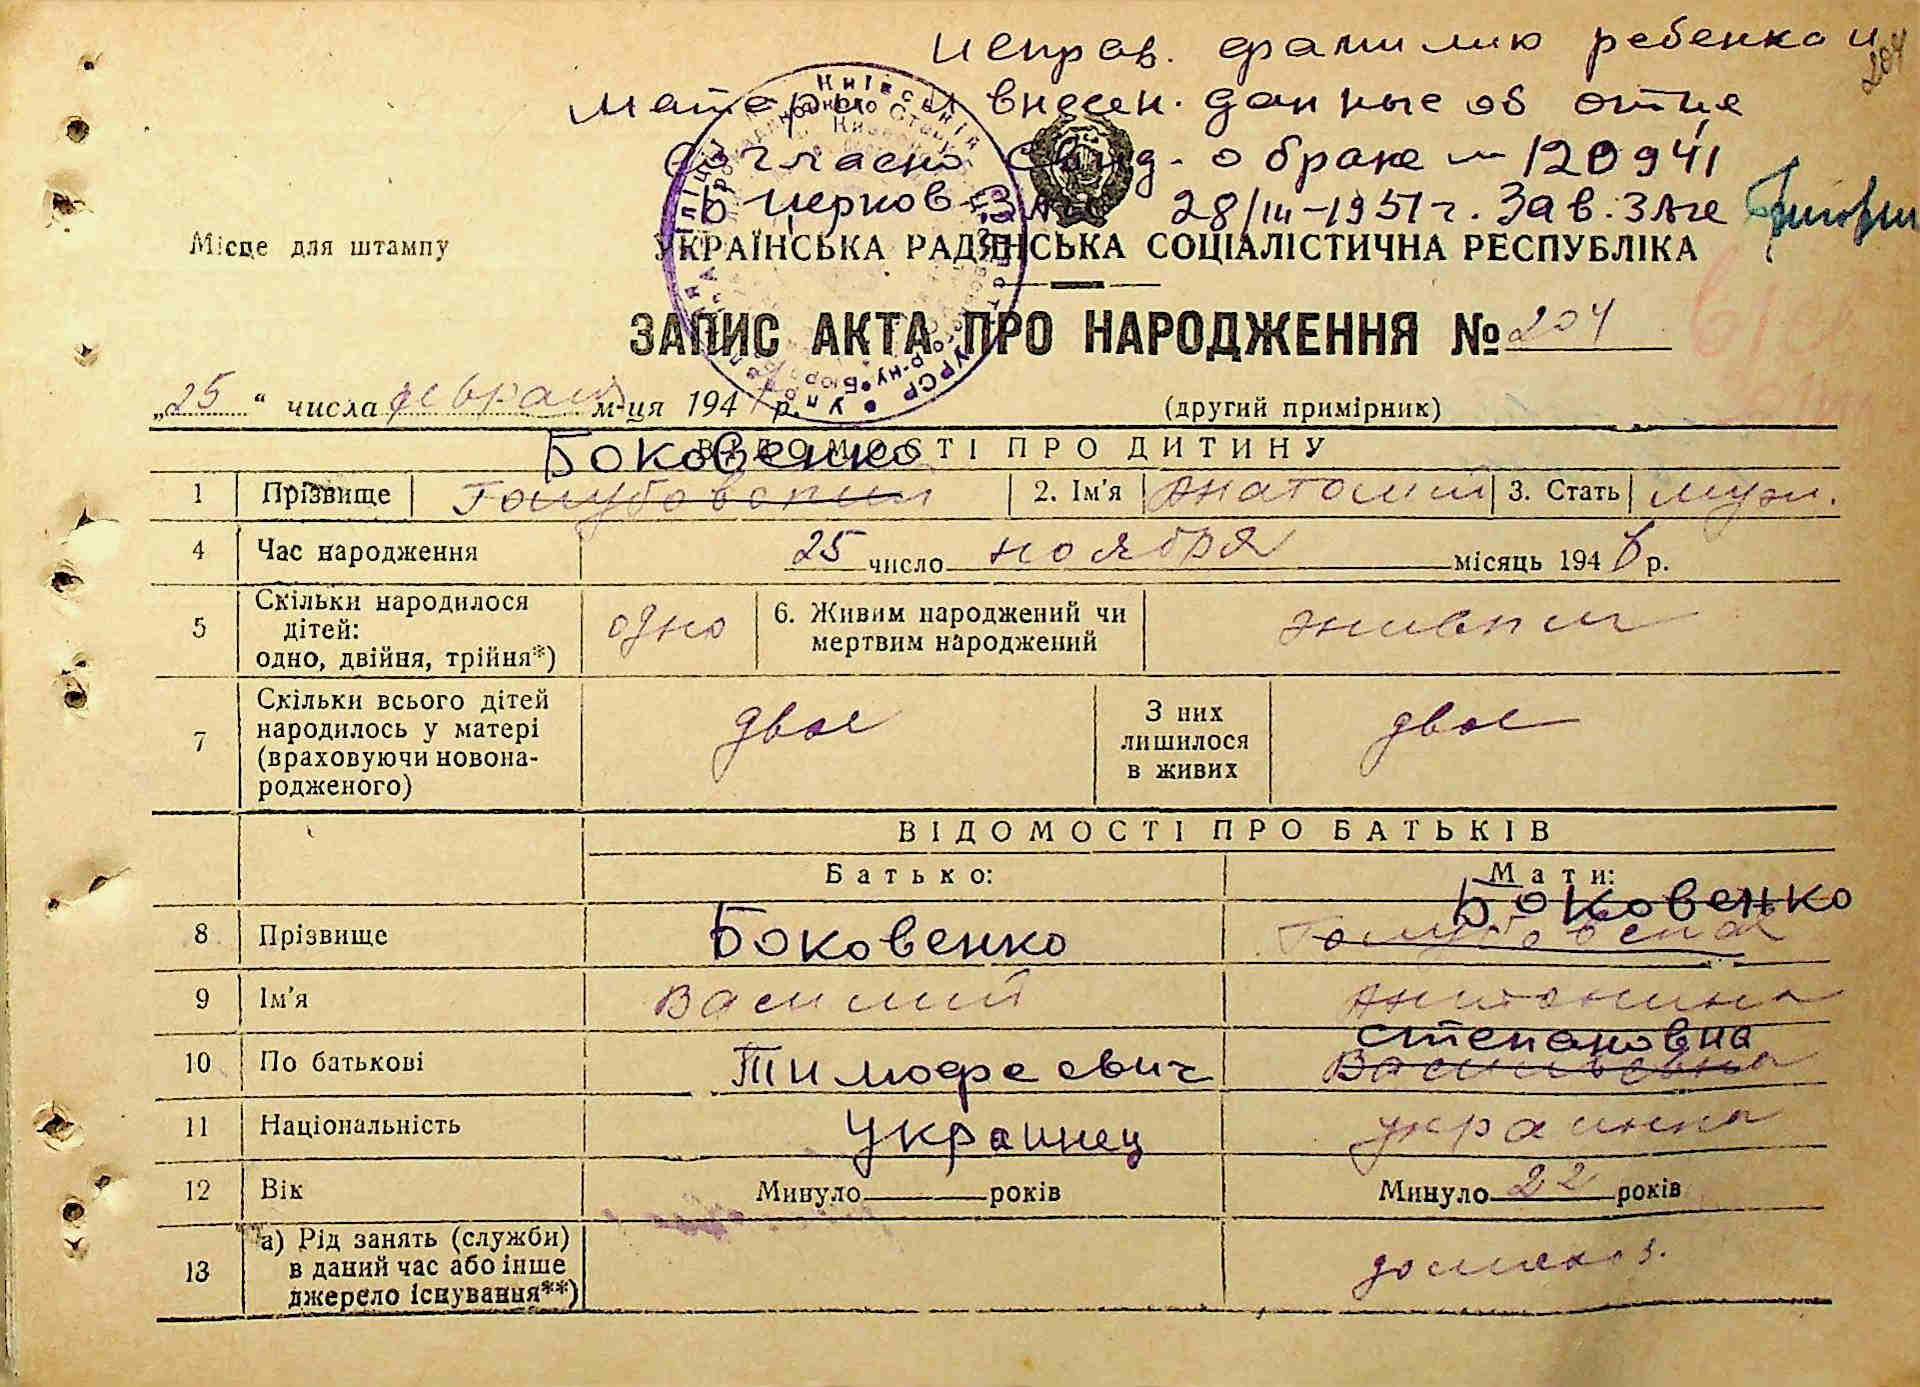 исправ. фамилию ребенка и
204
матери и внесен. данные об отце
согласно свид. о браке № 120941
Б церков ЗАГС 28/III-1951 г. Зав. Загс
Місце для штампу
УКРАЇНСЬКА РАДЯНСЬКА СОЦІАЛІСТИЧНА РЕСПУБЛІКА
ЗАПИС АКТА ПРО НАРОДЖЕННЯ № 204
„25“ числа февраля м-ця 1947 р. (другий примірник)
ВІДОМОСТІ ПРО ДИТИНУ
Боковенко
1 Прізвище Голубовский 2. Ім'я Анатолий 3. Стать муж.
4 Час народження 25 число ноября місяць 1946 р.
5 Скільки народилося дітей: одно, двійня, трійня*) одно 6. Живим народжений чи мертвим народжений живым
7 Скільки всього дітей народилось у матері (враховуючи новонародженого) двое З них лишилося в живих двое
ВІДОМОСТІ ПРО БАТЬКІВ
Батько: Мати:
Боковенко
8 Прізвище Боковенко Голубовская
9 Ім'я Василий Антонина
Степановна
10 По батькові Тимофеевич Васильевна
11 Національність Украинец украинка
12 Вік Минуло років Минуло 22 років
13 а) Рід занять (служби) в даний час або інше джерело існування**) домхоз.